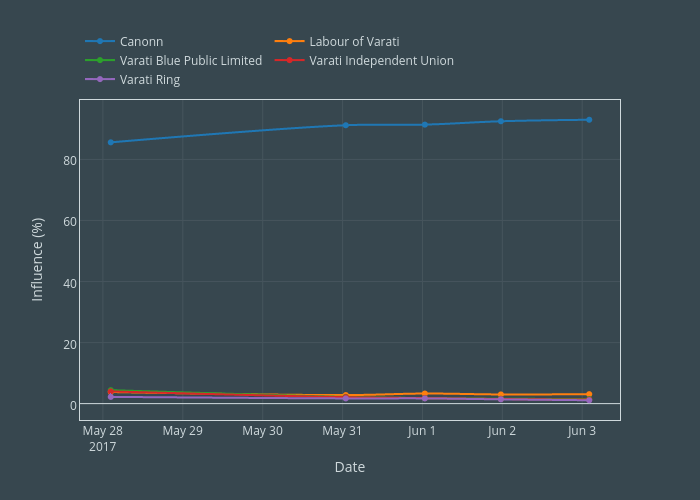 Canonn
Labour of Varati
Varati Blue Public Limited
Varati Independent Union
Varati Ring
Influence (%)
80
60
40
20
0
May 28
2017
May 29
May 30
May 31
Jun 1
Jun 2
Jun 3
Date